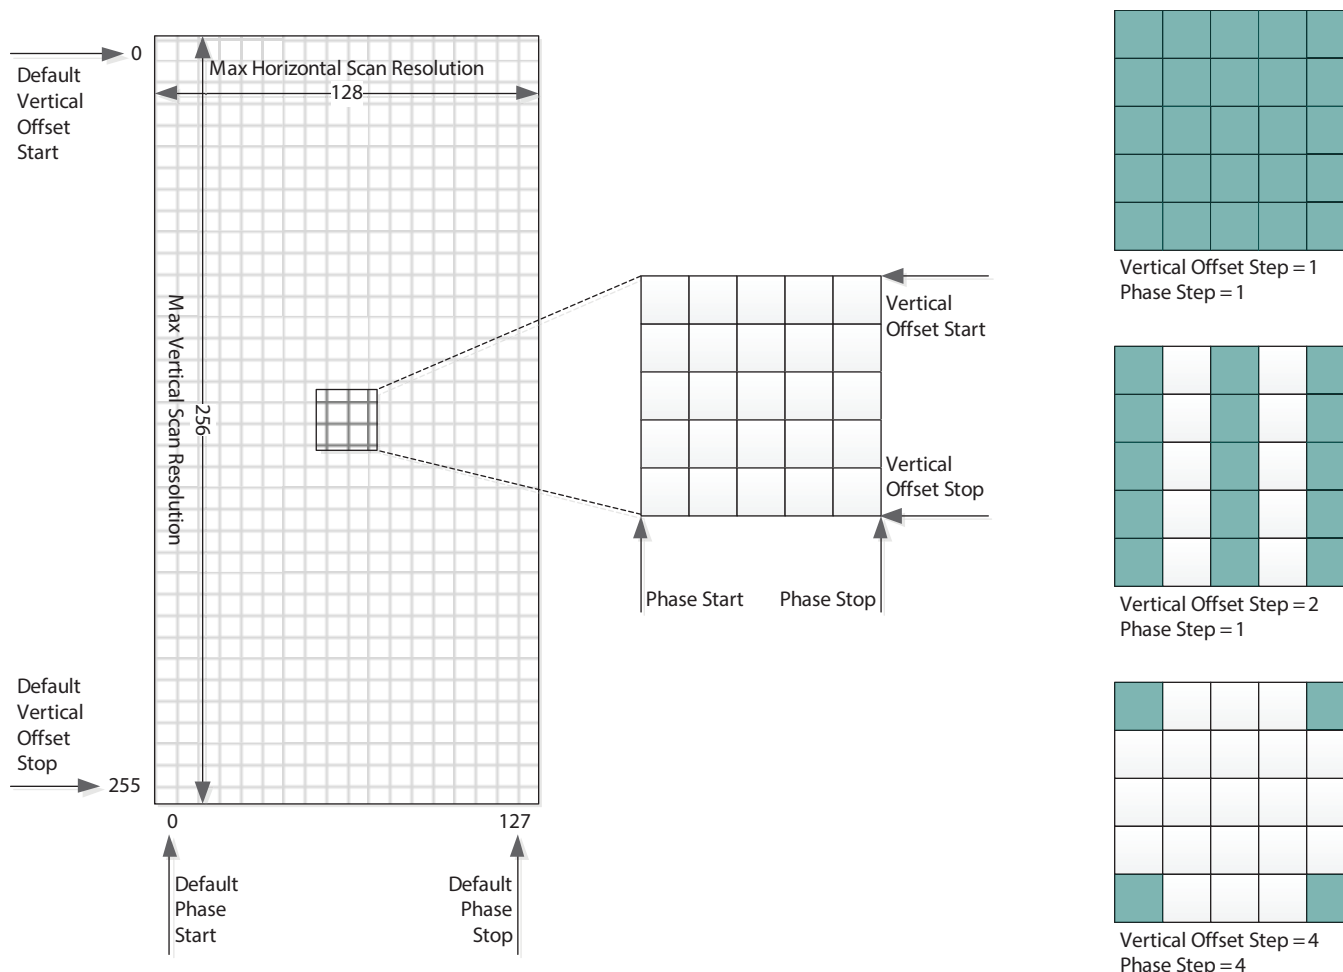 0
Default
Vertical
Offset
Start
Max Horizontal Scan Resolution
128
Max Vertical Scan Resolution
256
Default
Vertical
Offset
Stop
255
0
127
Default
Phase
Start
Default
Phase
Stop
Vertical
Offset Start
Vertical
Offset Stop
Phase Start
Phase Stop
Vertical Offset Step = 1
Phase Step = 1
Vertical Offset Step = 2
Phase Step = 1
Vertical Offset Step = 4
Phase Step = 4